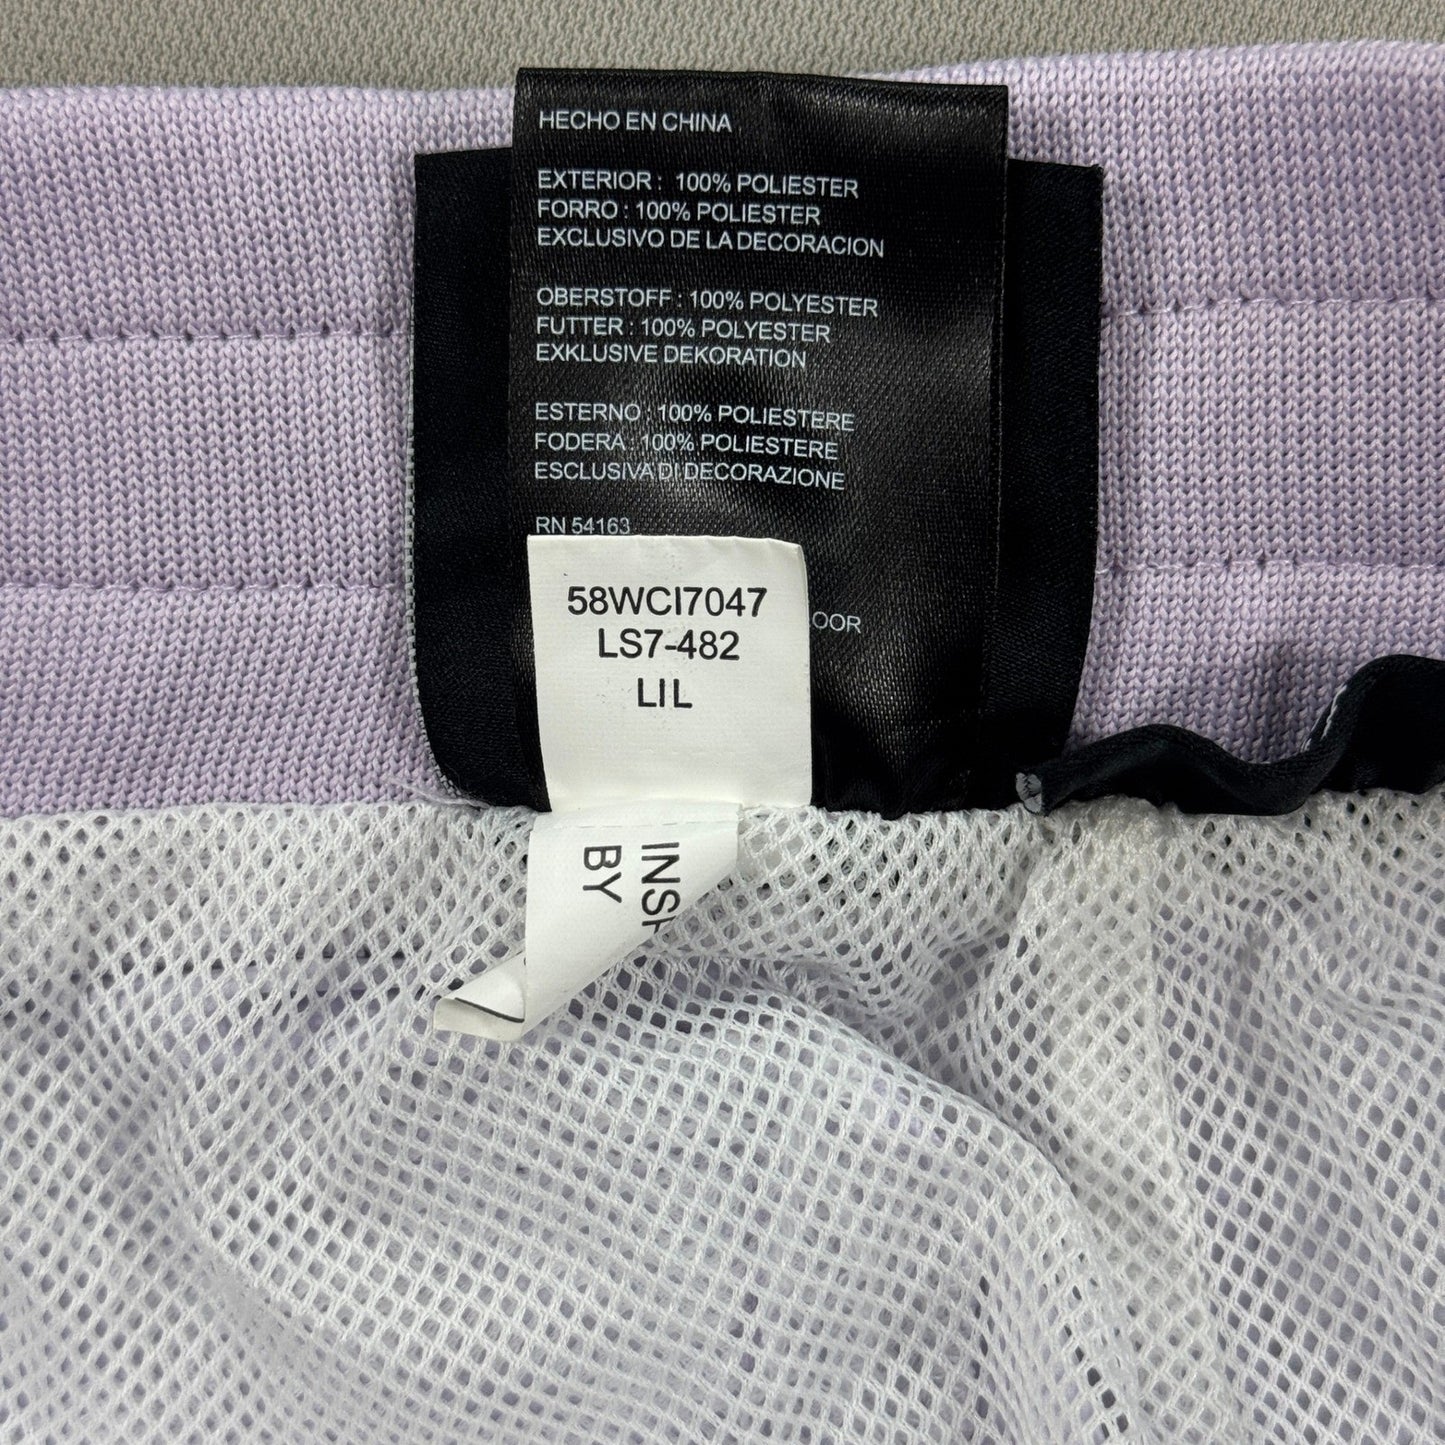 HECHO EN CHINA
EXTERIOR : 100% POLIESTER
FORRO : 100% POLIESTER
EXCLUSIVO DE LA DECORACION
OBERSTOFF : 100% POLYESTER
FUTTER : 100% POLYESTER
EXKLUSIVE DEKORATION
ESTERNO : 100% POLIESTERE
FODERA : 100% POLIESTERE
ESCLUSIVA DI DECORAZIONE
RN 54163
58WCI7047
LS7-482
LIL
BY